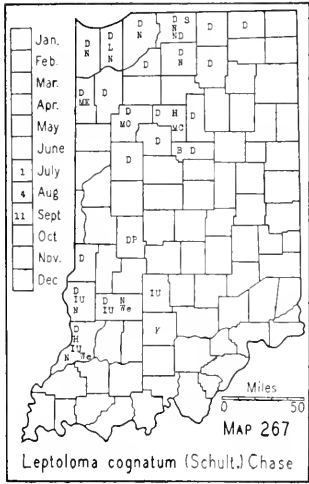 D S
D D N D D
N L N ND
N D D
D N
Jan.
Feb.
Mar.
Apr.
May
June
1 July
4 Aug
11 Sept
Oct
Nov.
Dec
D D
ME
D D H D
MO MC
D B D
D
DP
D
D IU
IU D N
N IU We
D Y
H
IU We
N
Miles
0 50
MAP 267
Leptoloma cognatum (Schult.) Chase